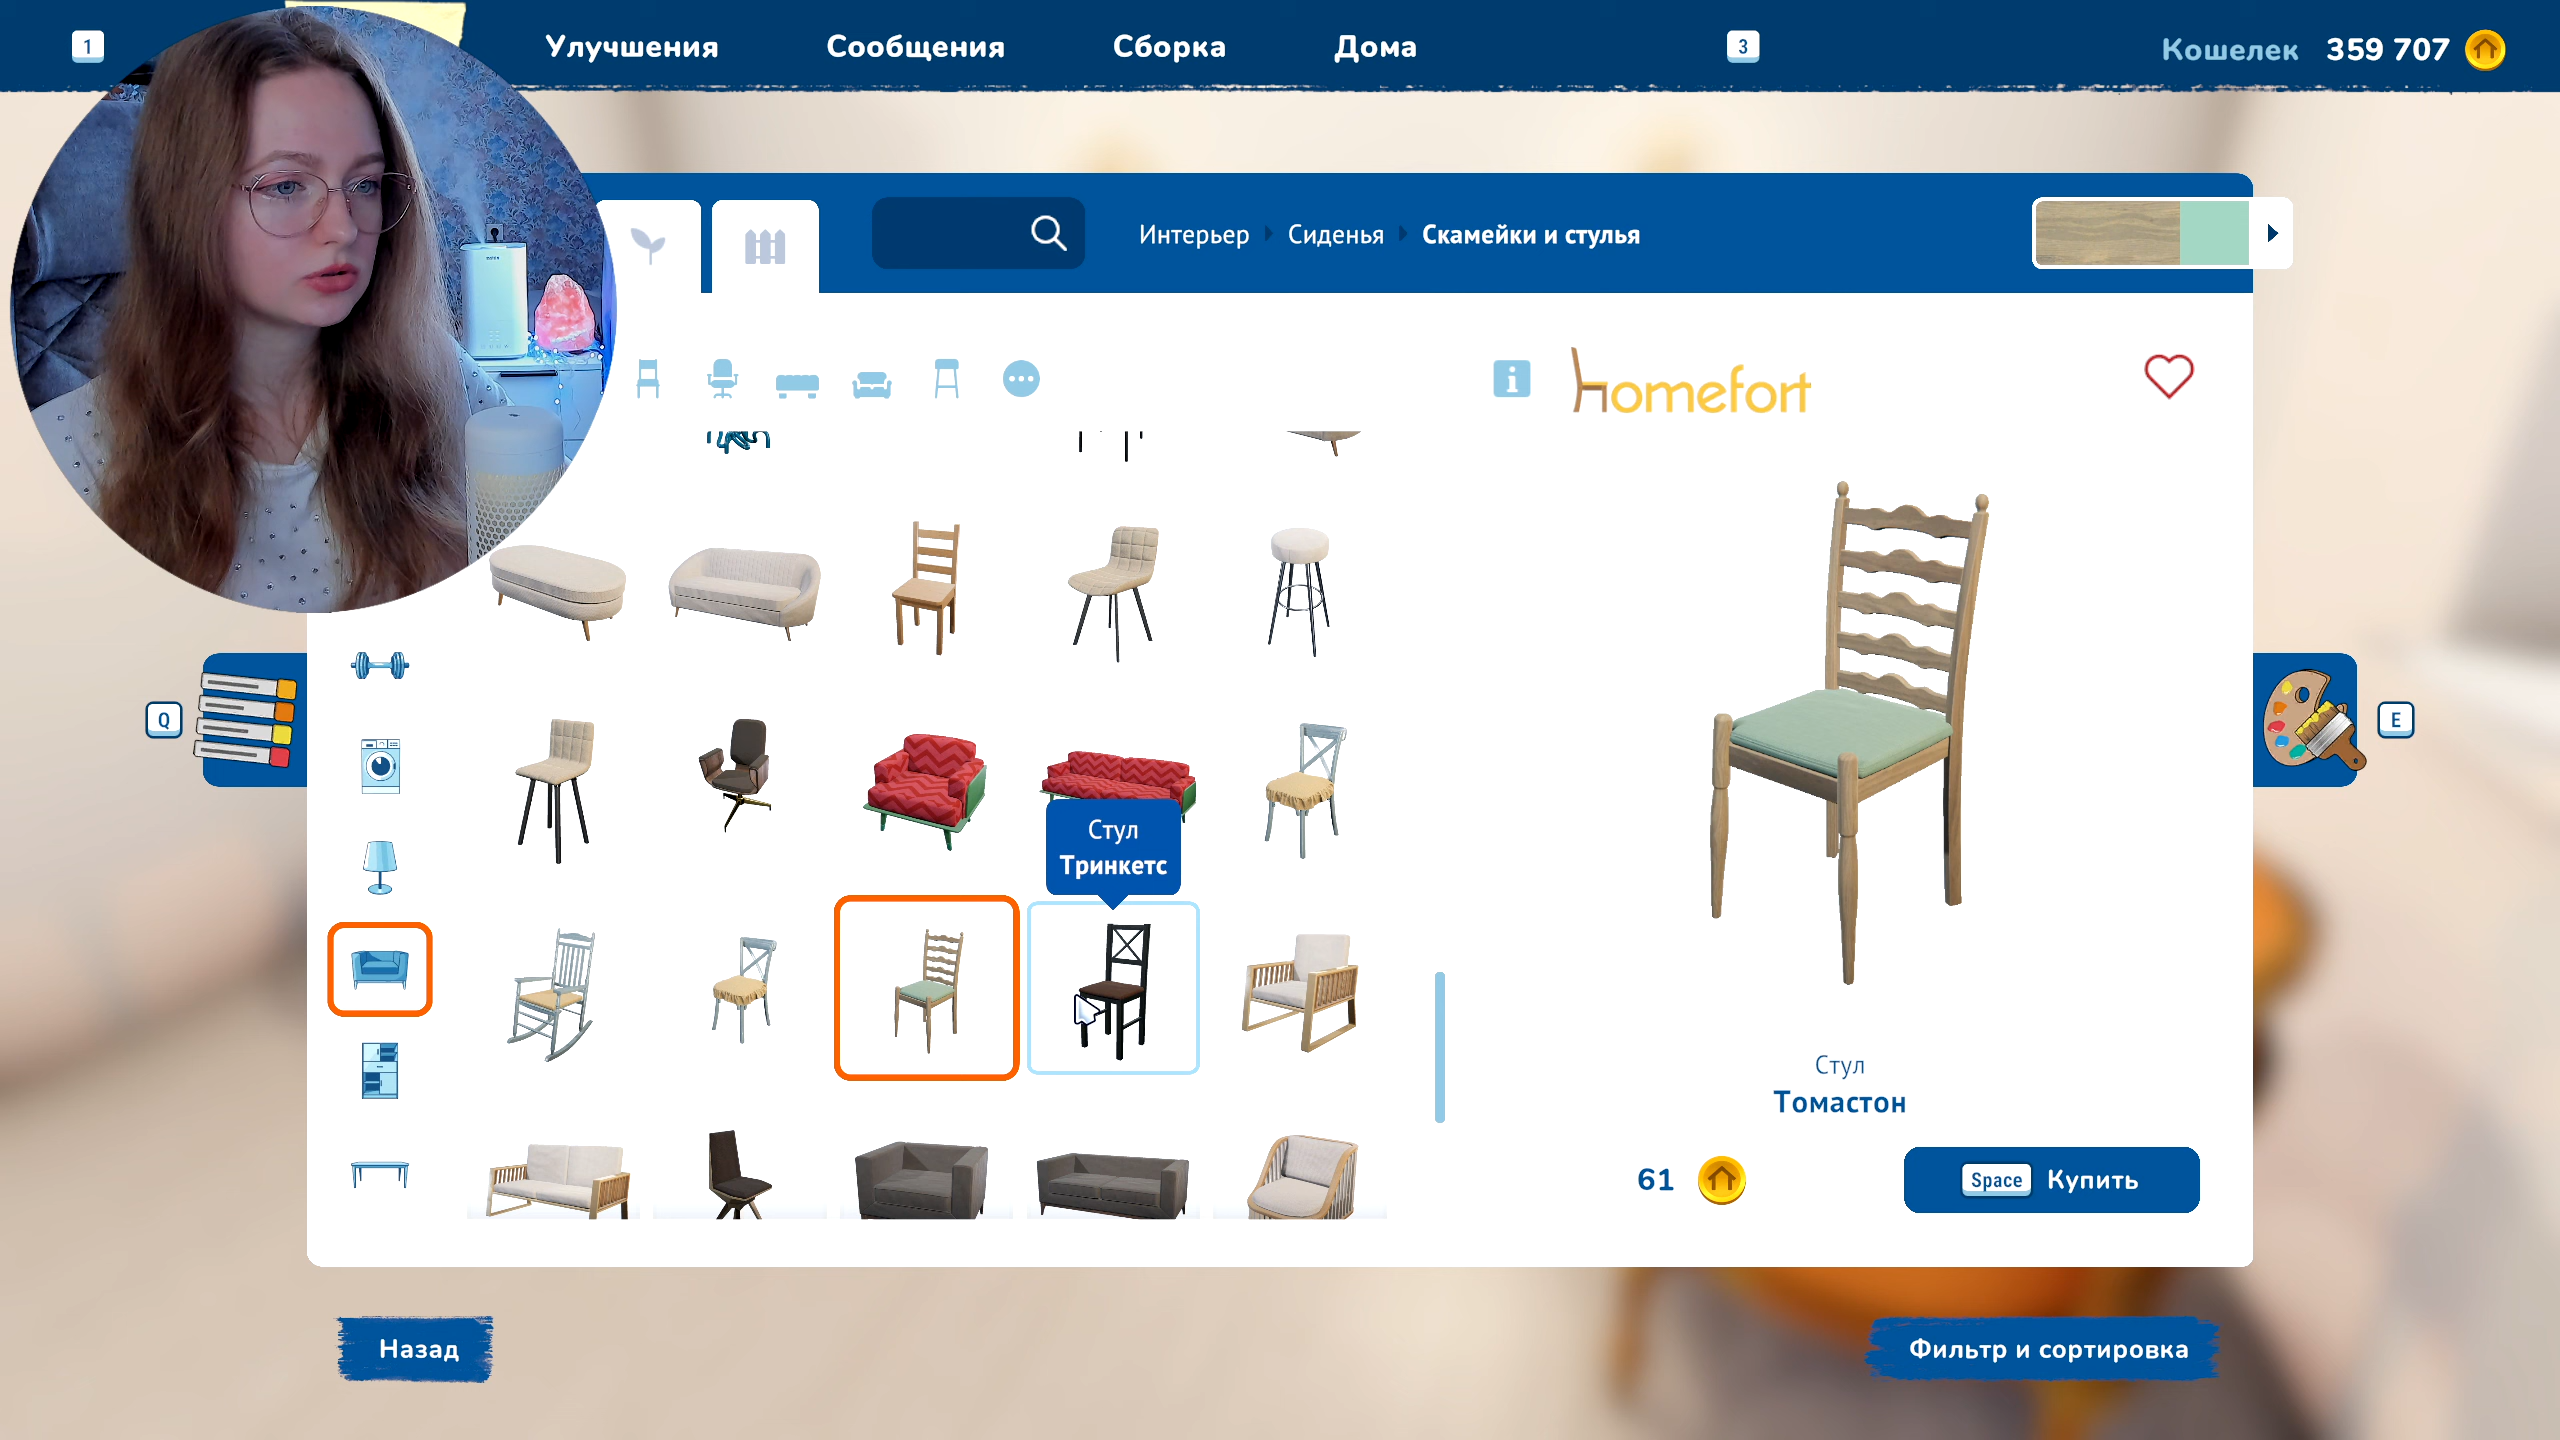 1
Улучшения
Сообщения
Сборка
Дома
3
Кошелек 359 707
Интерьер Сиденья Скамейки и стулья
i homefort
Q
E
Стул
Тринкетс
Стул
Томастон
61
Space Купить
Назад
Фильтр и сортировка